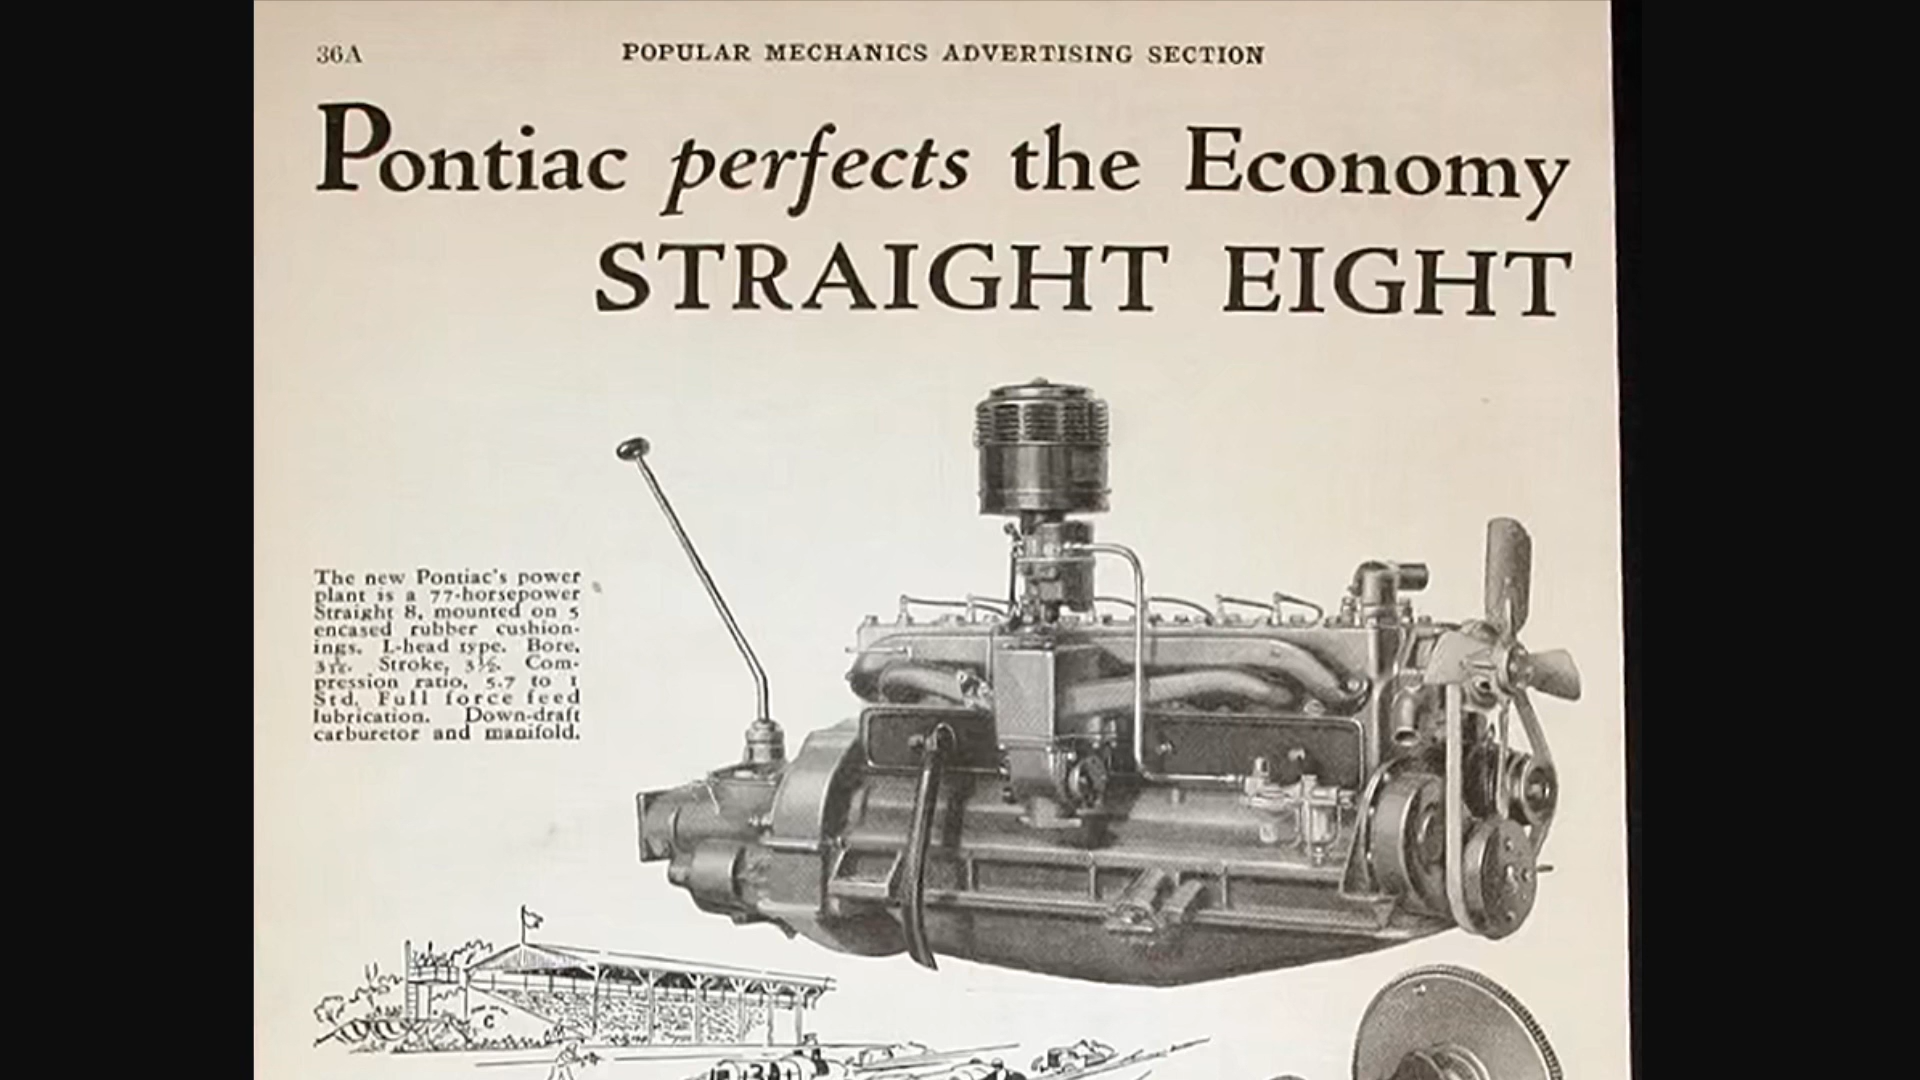 36A
POPULAR MECHANICS ADVERTISING SECTION
Pontiac perfects the Economy
STRAIGHT EIGHT
The new Pontiac's power
plant is a 77-horsepower
Straight 8, mounted on 5
encased rubber cushion-
ings. L-head type. Bore,
Stroke, 3½. Com-
pression ratio, 5.7 to 1
Std. Full force feed
lubrication. Down-draft
carburetor and manifold.
C